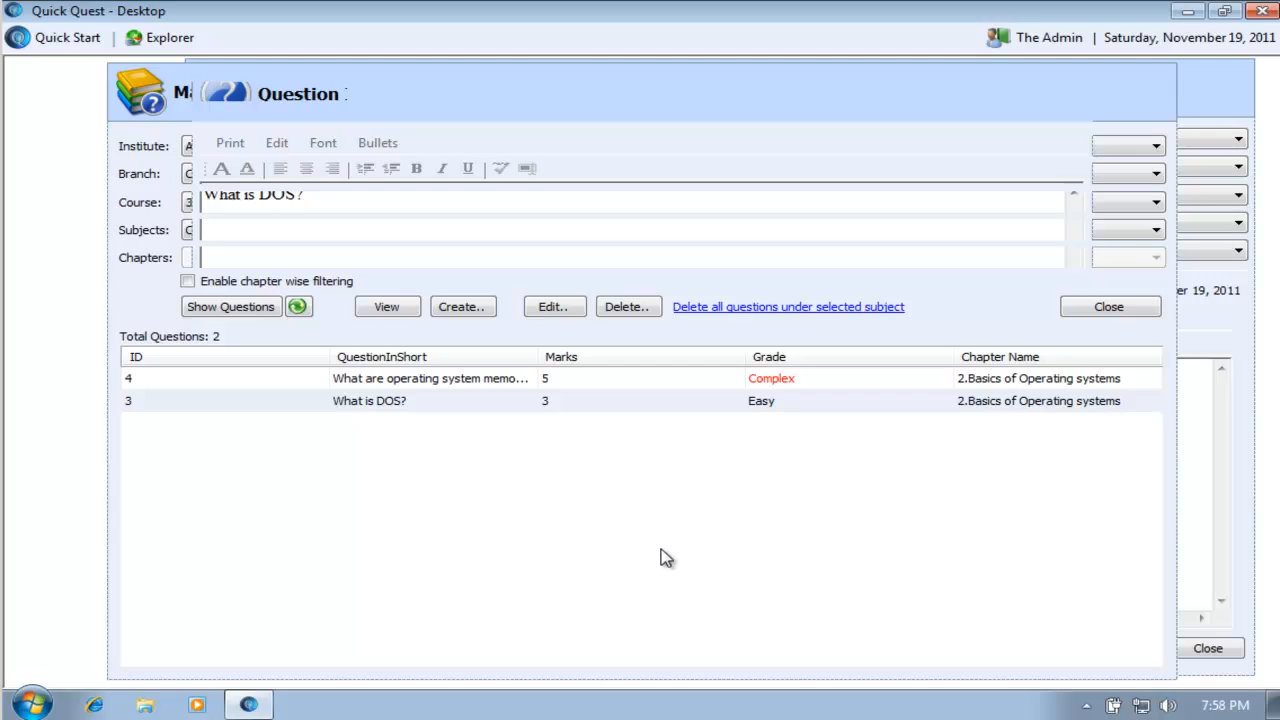 Quick Quest - Desktop
Quick Start | Explorer
The Admin | Saturday, November 19, 2011
Question
Print Edit Font Bullets
Institute:
Branch:
Course: 3
Subjects:
Chapters:
What is DOS?
Enable chapter wise filtering
Show Questions View Create.. Edit.. Delete.. Delete all questions under selected subject Close
er 19, 2011
Total Questions: 2
ID QuestionInShort Marks Grade Chapter Name
4 What are operating system memo... 5 Complex 2.Basics of Operating systems
3 What is DOS? 3 Easy 2.Basics of Operating systems
Close
7:58 PM